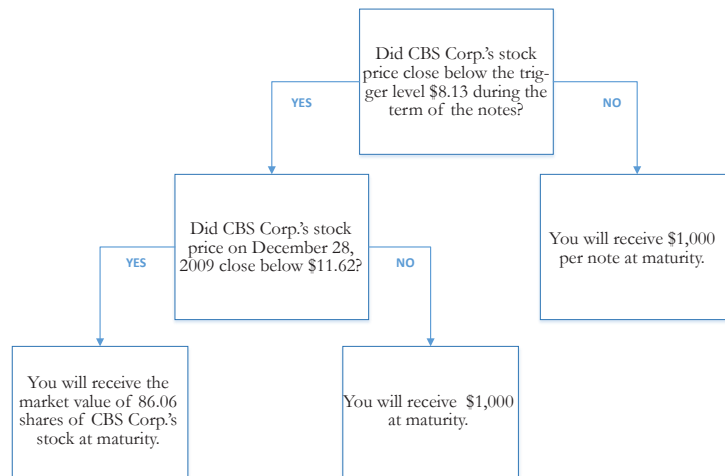 Did CBS Corp.'s stock
price close below the trig-
ger level $8.13 during the
term of the notes?
YES
NO
Did CBS Corp.'s stock
price on December 28,
2009 close below $11.62?
You will receive $1,000
per note at maturity.
YES
NO
You will receive the
market value of 86.06
shares of CBS Corp.'s
stock at maturity.
You will receive $1,000
at maturity.